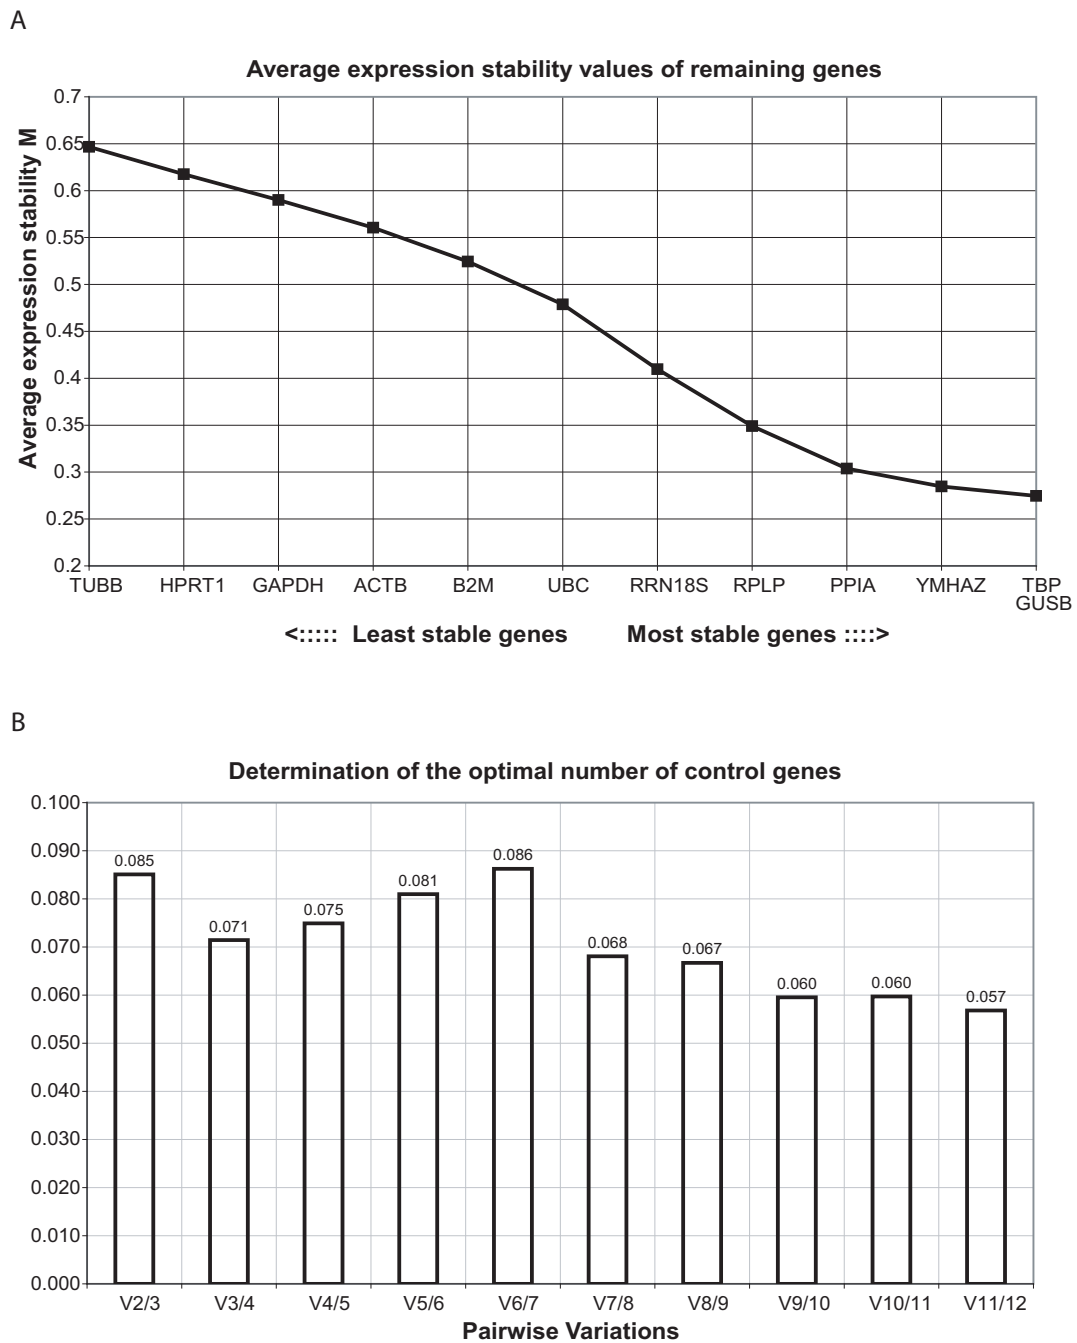 A
Average expression stability values of remaining genes
Average expression stability M
0.7
0.65
0.6
0.55
0.5
0.45
0.4
0.35
0.3
0.25
0.2
TUBB HPRT1 GAPDH ACTB B2M UBC RRN18S RPLP PPIA YMHAZ TBP
GUSB
<::::: Least stable genes Most stable genes ::::>
B
Determination of the optimal number of control genes
0.100
0.090
0.080
0.070
0.060
0.050
0.040
0.030
0.020
0.010
0.000
0.085 0.071 0.075 0.081 0.086 0.068 0.067 0.060 0.060 0.057
V2/3 V3/4 V4/5 V5/6 V6/7 V7/8 V8/9 V9/10 V10/11 V11/12
Pairwise Variations